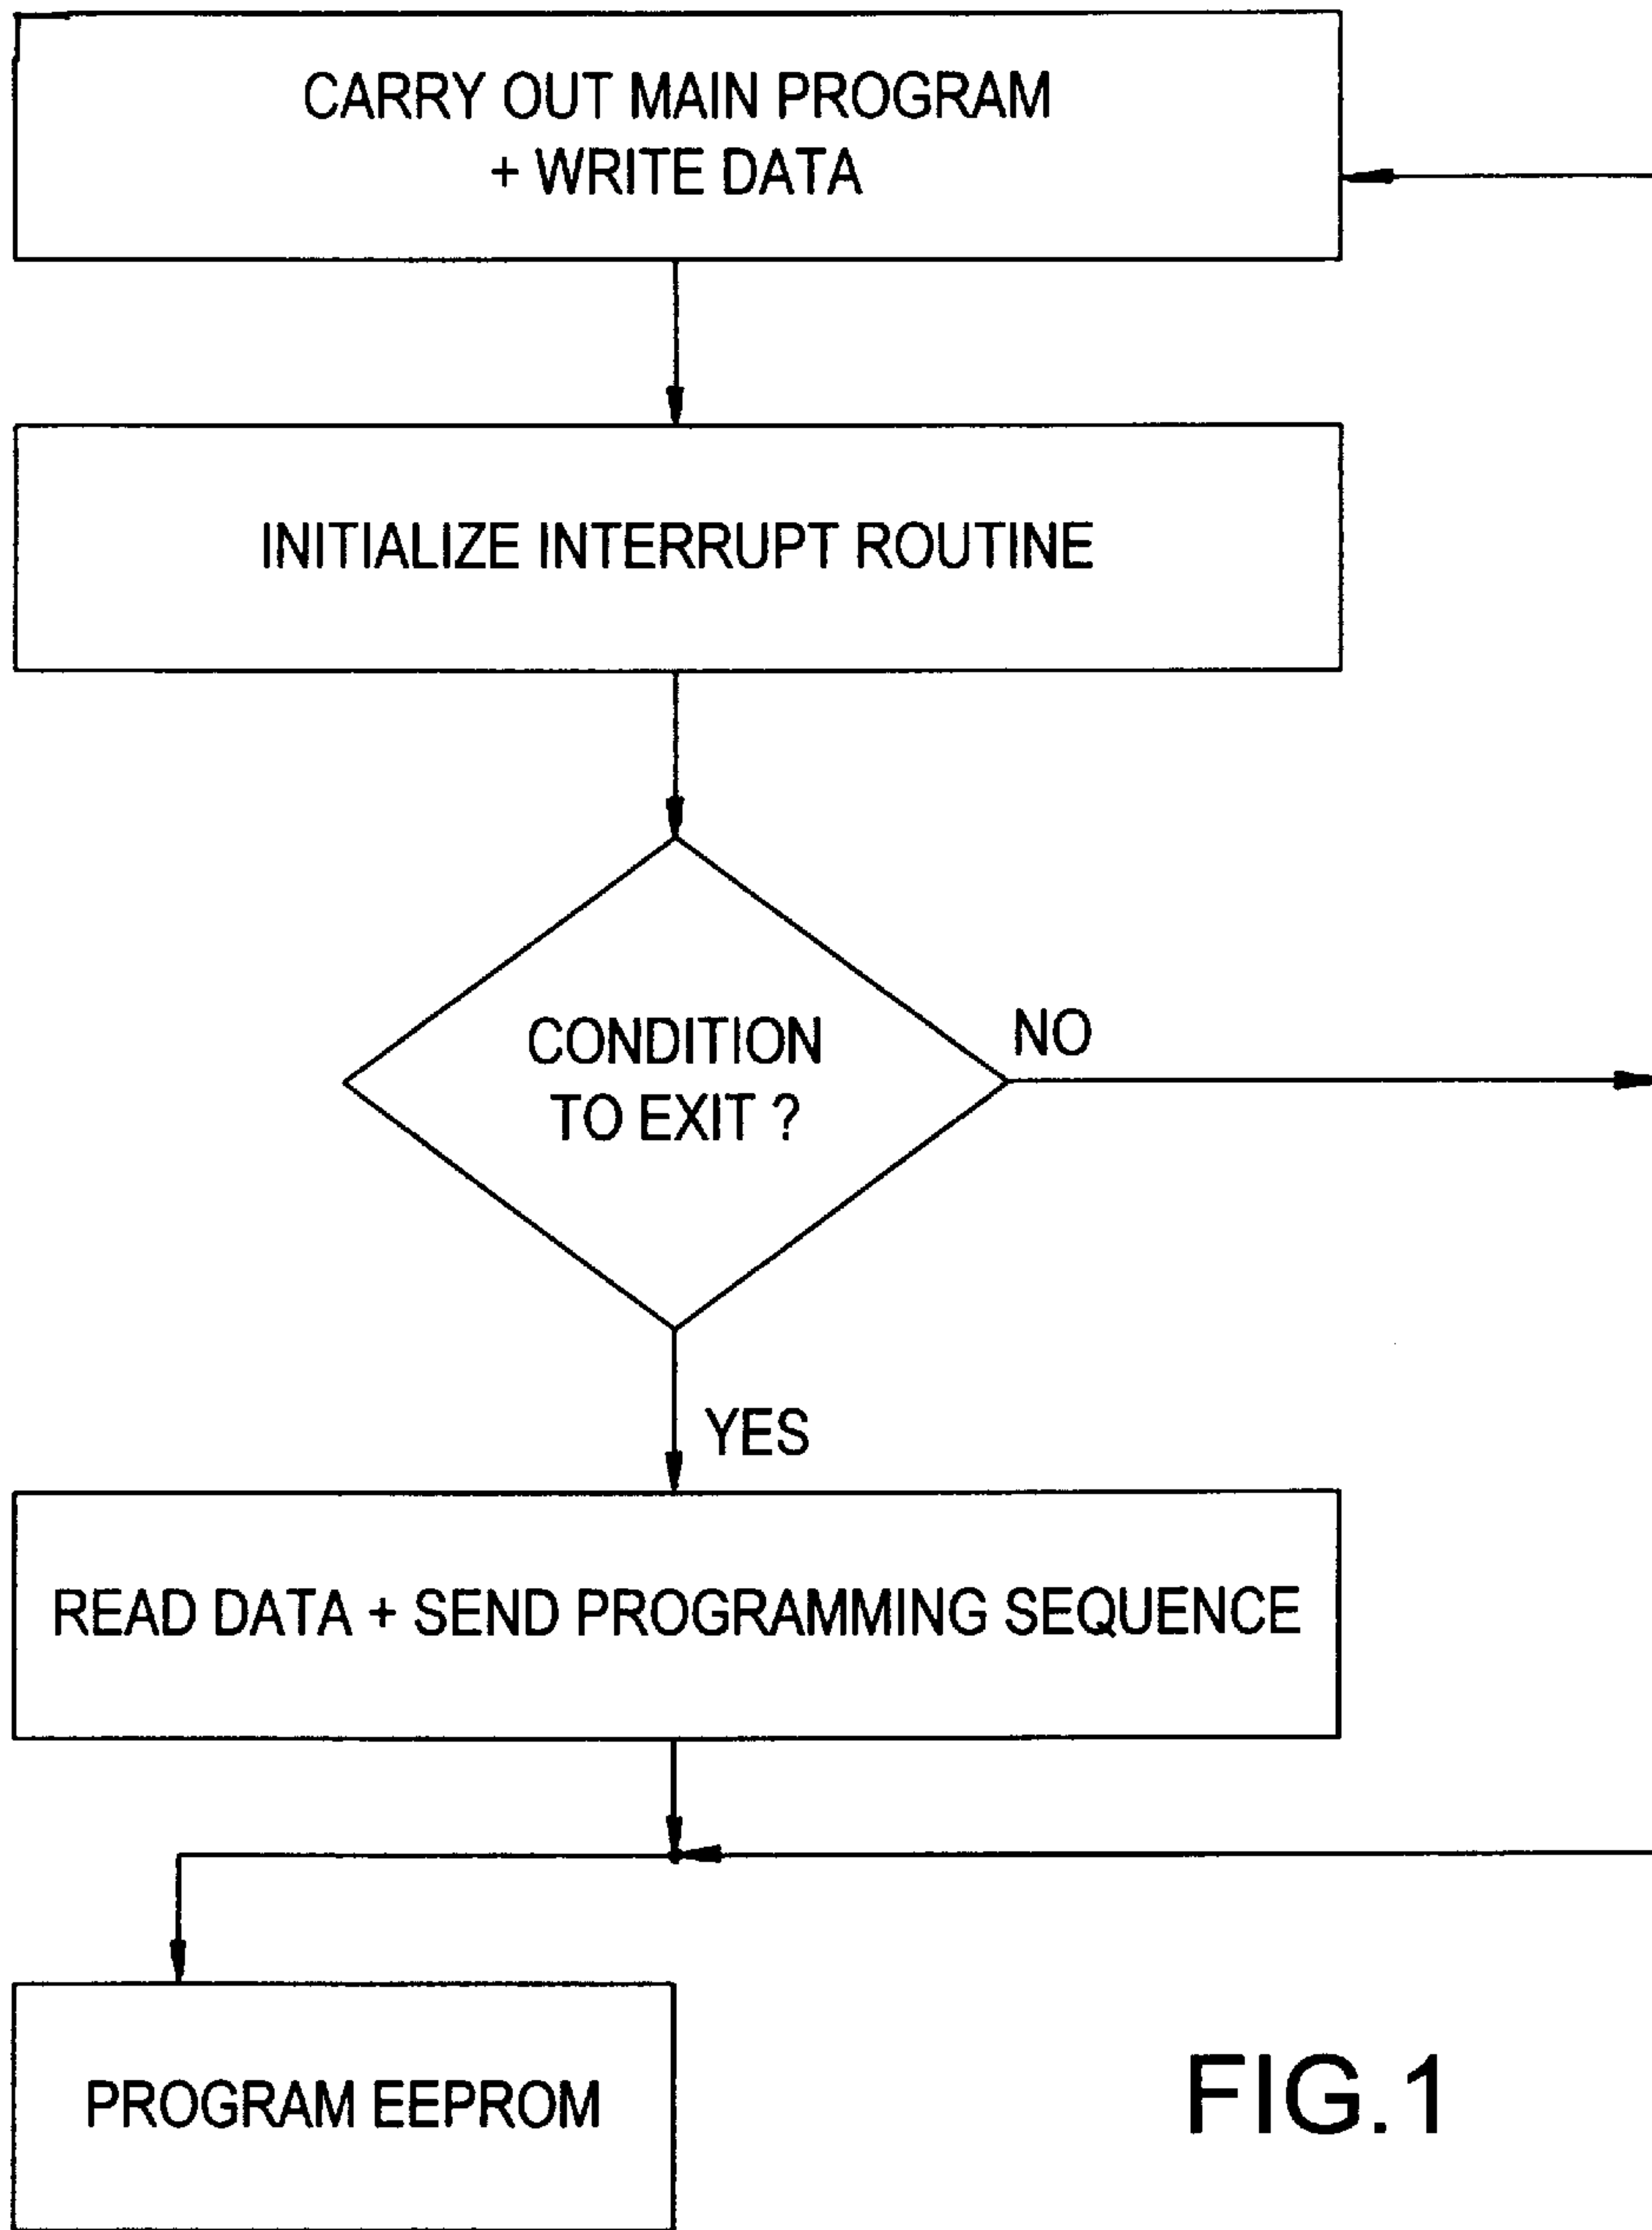 CARRY OUT MAIN PROGRAM
+ WRITE DATA
INITIALIZE INTERRUPT ROUTINE
CONDITION
TO EXIT ?
NO
YES
READ DATA + SEND PROGRAMMING SEQUENCE
PROGRAM EEPROM
FIG.1